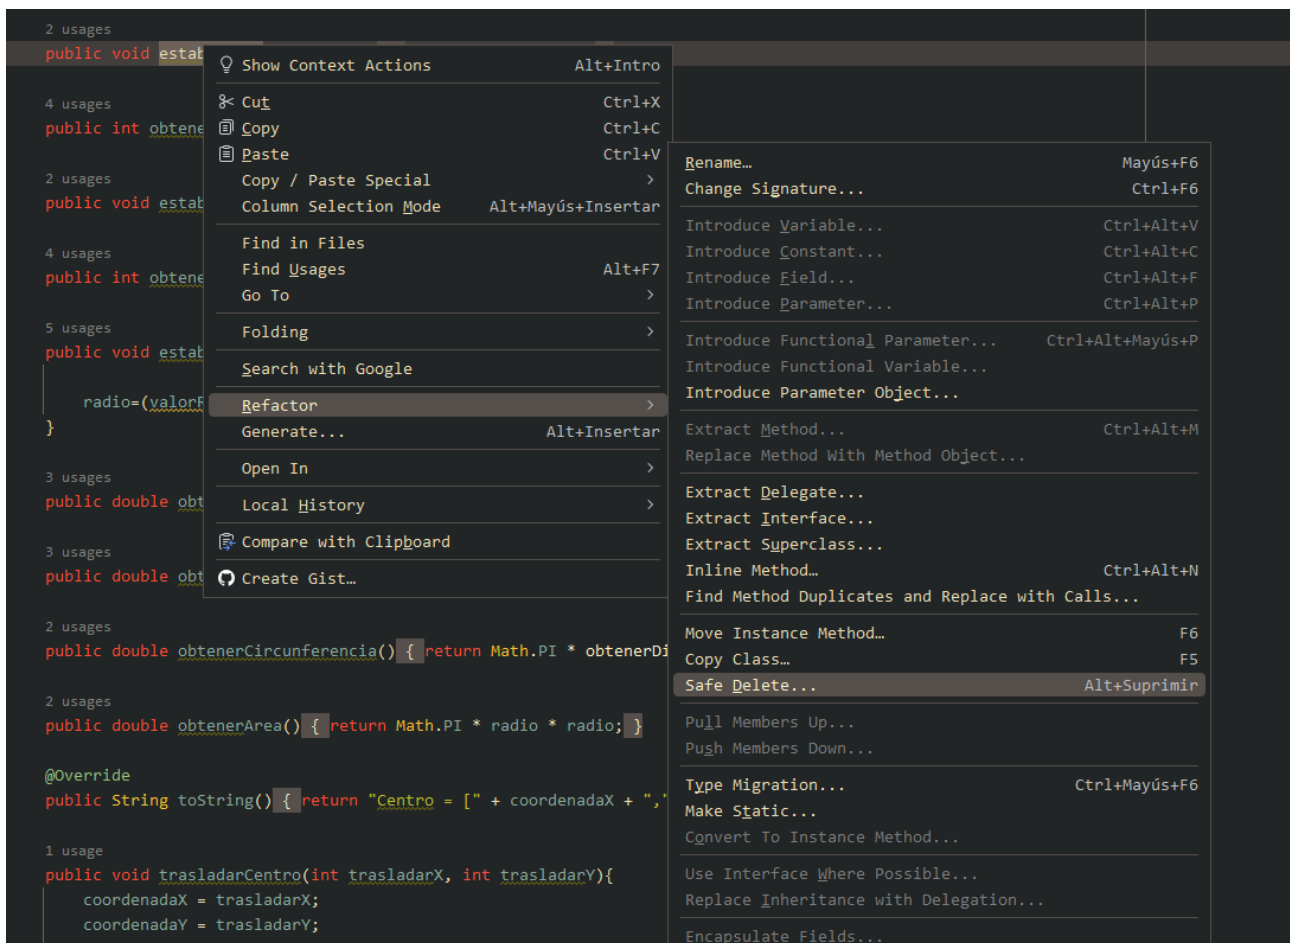 2 usages
public void estab
4 usages
public int obtene
2 usages
public void estab
4 usages
public int obtene
5 usages
public void estab
radio=(valorR
}
3 usages
public double obt
3 usages
public double obt
2 usages
public double obtenerCircunferencia() { return Math.PI * obtenerDi
2 usages
public double obtenerArea() { return Math.PI * radio * radio; }
@Override
public String toString() { return "Centro = [" + coordenadaX + ","
1 usage
public void trasladarCentro(int trasladarX, int trasladarY){
coordenadaX = trasladarX;
coordenadaY = trasladarY;
Show Context Actions Alt+Intro
Cut Ctrl+X
Copy Ctrl+C
Paste Ctrl+V
Copy / Paste Special >
Column Selection Mode Alt+Mayús+Insertar
Find in Files
Find Usages Alt+F7
Go To >
Folding >
Search with Google
Refactor >
Generate... Alt+Insertar
Open In >
Local History >
Compare with Clipboard
Create Gist…
Rename… Mayús+F6
Change Signature... Ctrl+F6
Introduce Variable... Ctrl+Alt+V
Introduce Constant... Ctrl+Alt+C
Introduce Field... Ctrl+Alt+F
Introduce Parameter... Ctrl+Alt+P
Introduce Functional Parameter... Ctrl+Alt+Mayús+P
Introduce Functional Variable...
Introduce Parameter Object...
Extract Method... Ctrl+Alt+M
Replace Method With Method Object...
Extract Delegate...
Extract Interface...
Extract Superclass...
Inline Method… Ctrl+Alt+N
Find Method Duplicates and Replace with Calls...
Move Instance Method… F6
Copy Class… F5
Safe Delete... Alt+Suprimir
Pull Members Up...
Push Members Down...
Type Migration... Ctrl+Mayús+F6
Make Static...
Convert To Instance Method...
Use Interface Where Possible...
Replace Inheritance with Delegation...
Encapsulate Fields...